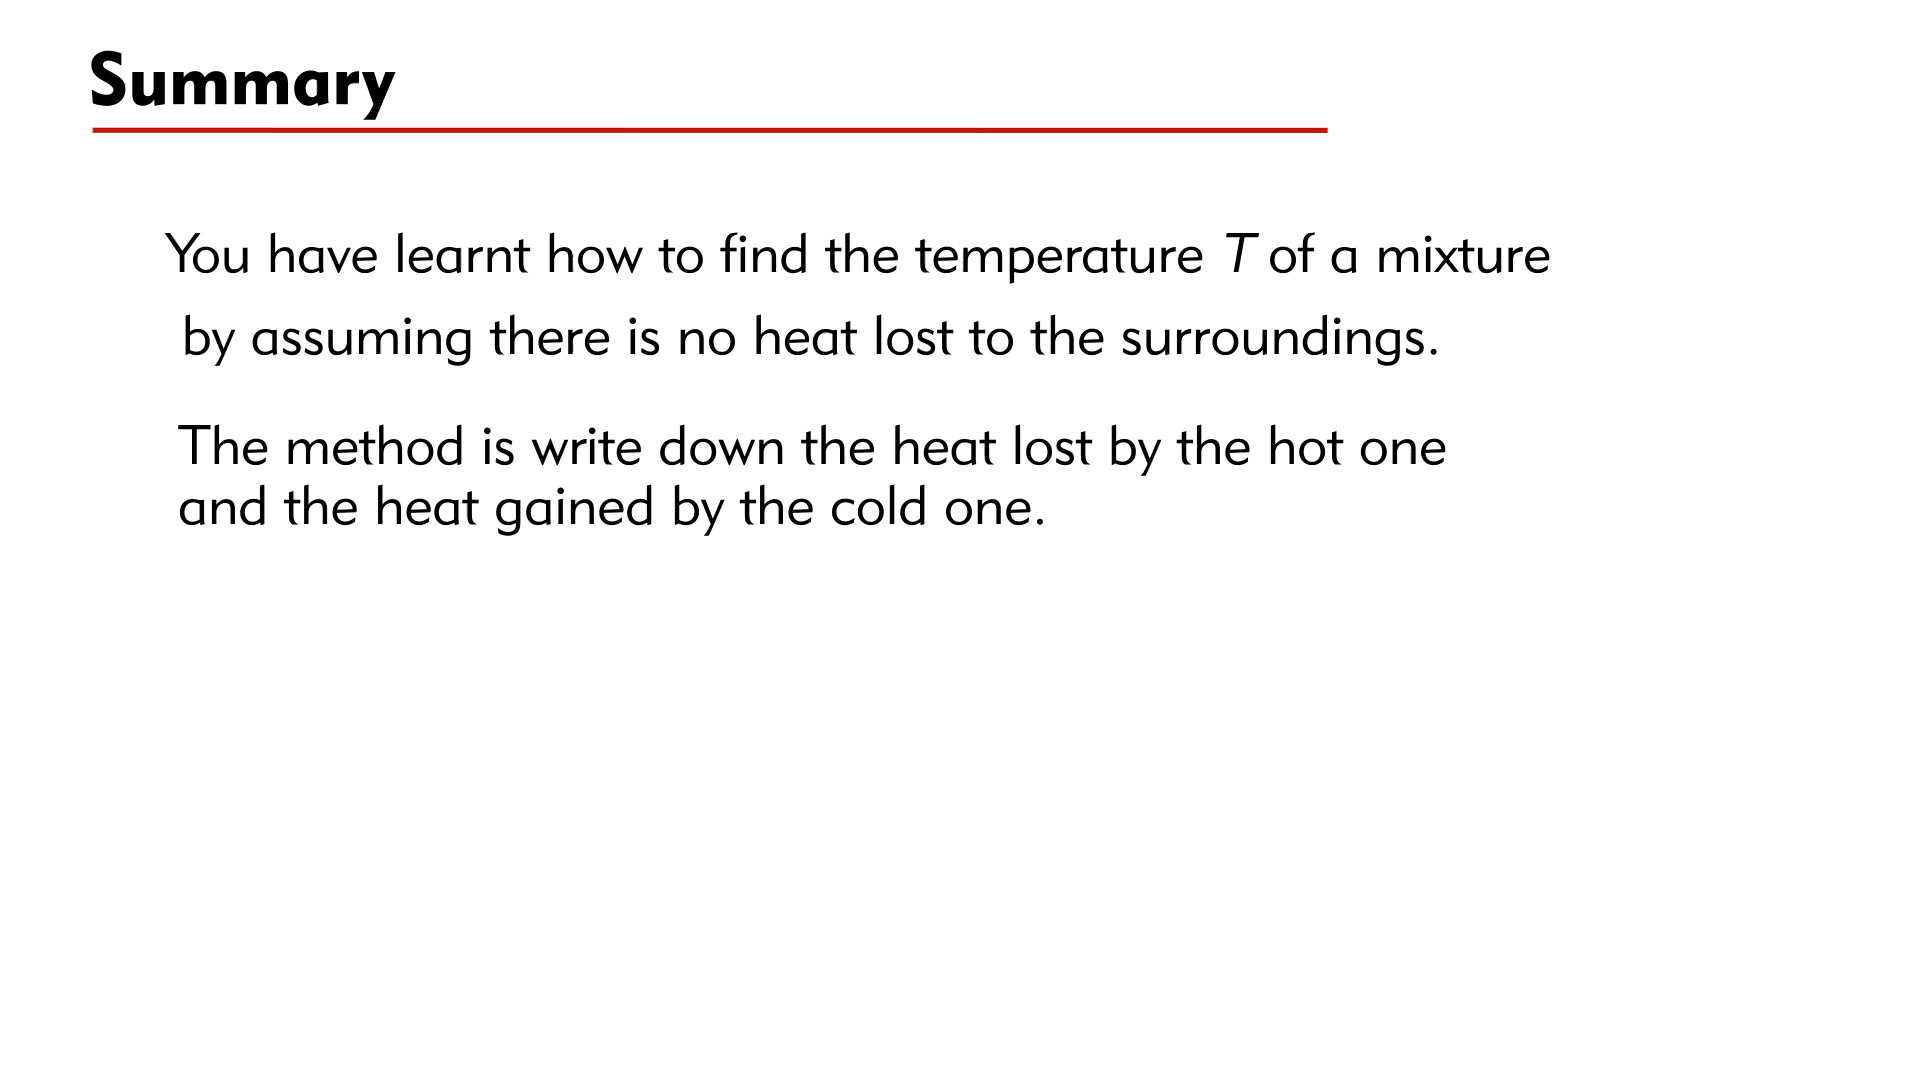 Summary
You have learnt how to find the temperature T of a mixture
by assuming there is no heat lost to the surroundings.
The method is write down the heat lost by the hot one
and the heat gained by the cold one.